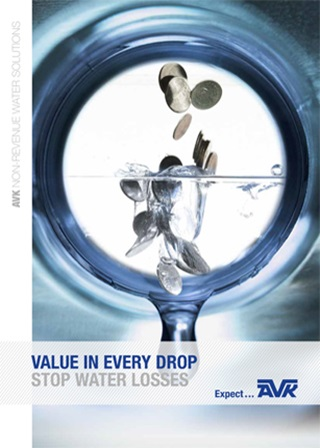 AVK NON-REVENUE WATER SOLUTIONS
VALUE IN EVERY DROP
STOP WATER LOSSES
Expect... AVK